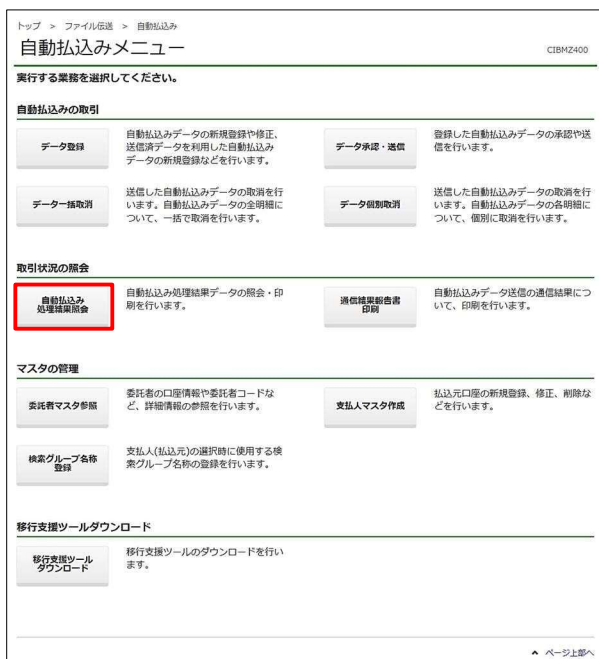 トップ > ファイル伝送 > 自動払込み
自動払込みメニュー
CIBMZ400
実行する業務を選択してください。
自動払込みの取引
データ登録
自動払込みデータの新規登録や修正、
送信済データを利用した自動払込み
データの新規登録などを行います。
データ承認・送信
登録した自動払込みデータの承認や送
信を行います。
データ一括取消
送信した自動払込みデータの取消を行
います。自動払込みデータの全明細に
ついて、一括で取消を行います。
データ個別取消
送信した自動払込みデータの取消を行
います。自動払込みデータの各明細に
ついて、個別に取消を行います。
取引状況の照会
自動払込み
処理結果照会
自動払込み処理結果データの照会・印
刷を行います。
通信結果報告書
印刷
自動払込みデータ送信の通信結果につ
いて、印刷を行います。
マスタの管理
委託者マスタ参照
委託者の口座情報や委託者コードな
ど、詳細情報の参照を行います。
支払人マスタ作成
払込元口座の新規登録、修正、削除な
どを行います。
検索グループ名称
登録
支払人(払込元)の選択時に使用する検
索グループ名称の登録を行います。
移行支援ツールダウンロード
移行支援ツール
ダウンロード
移行支援ツールのダウンロードを行い
ます。
ページ上部へ